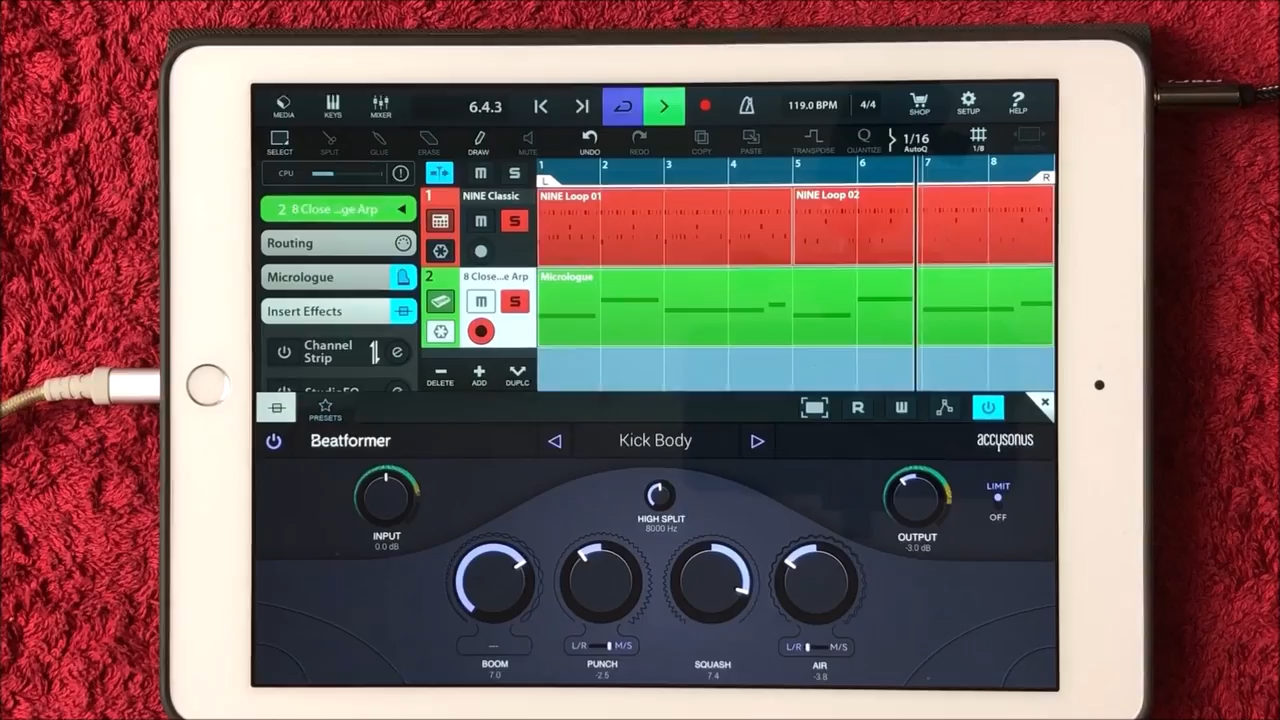 MEDIA
KEYS
MIXER
6.4.3
119.0 BPM
4/4
SHOP
SETUP
HELP
SELECT
SPLIT
GLUE
ERASE
DRAW
MUTE
UNDO
REDO
COPY
PASTE
TRANSPOSE
QUANTIZE
1/16
AutoQ
1/8
CPU
M
S
1
2
3
4
5
6
7
8
L
R
2 8 Close ...ge Arp
Routing
Micrologue
Insert Effects
Channel
Strip
StudioEQ
1
NINE Classic
M
S
2
8 Close...e Arp
M
S
DELETE
ADD
DUPLC
NINE Loop 01
NINE Loop 02
Micrologue
PRESETS
R
W
Beatformer
Kick Body
accusonus
INPUT
0.0 dB
HIGH SPLIT
8000 Hz
OUTPUT
-3.0 dB
LIMIT
OFF
---
L/R
M/S
L/R
M/S
BOOM
7.0
PUNCH
-2.5
SQUASH
7.4
AIR
-3.8